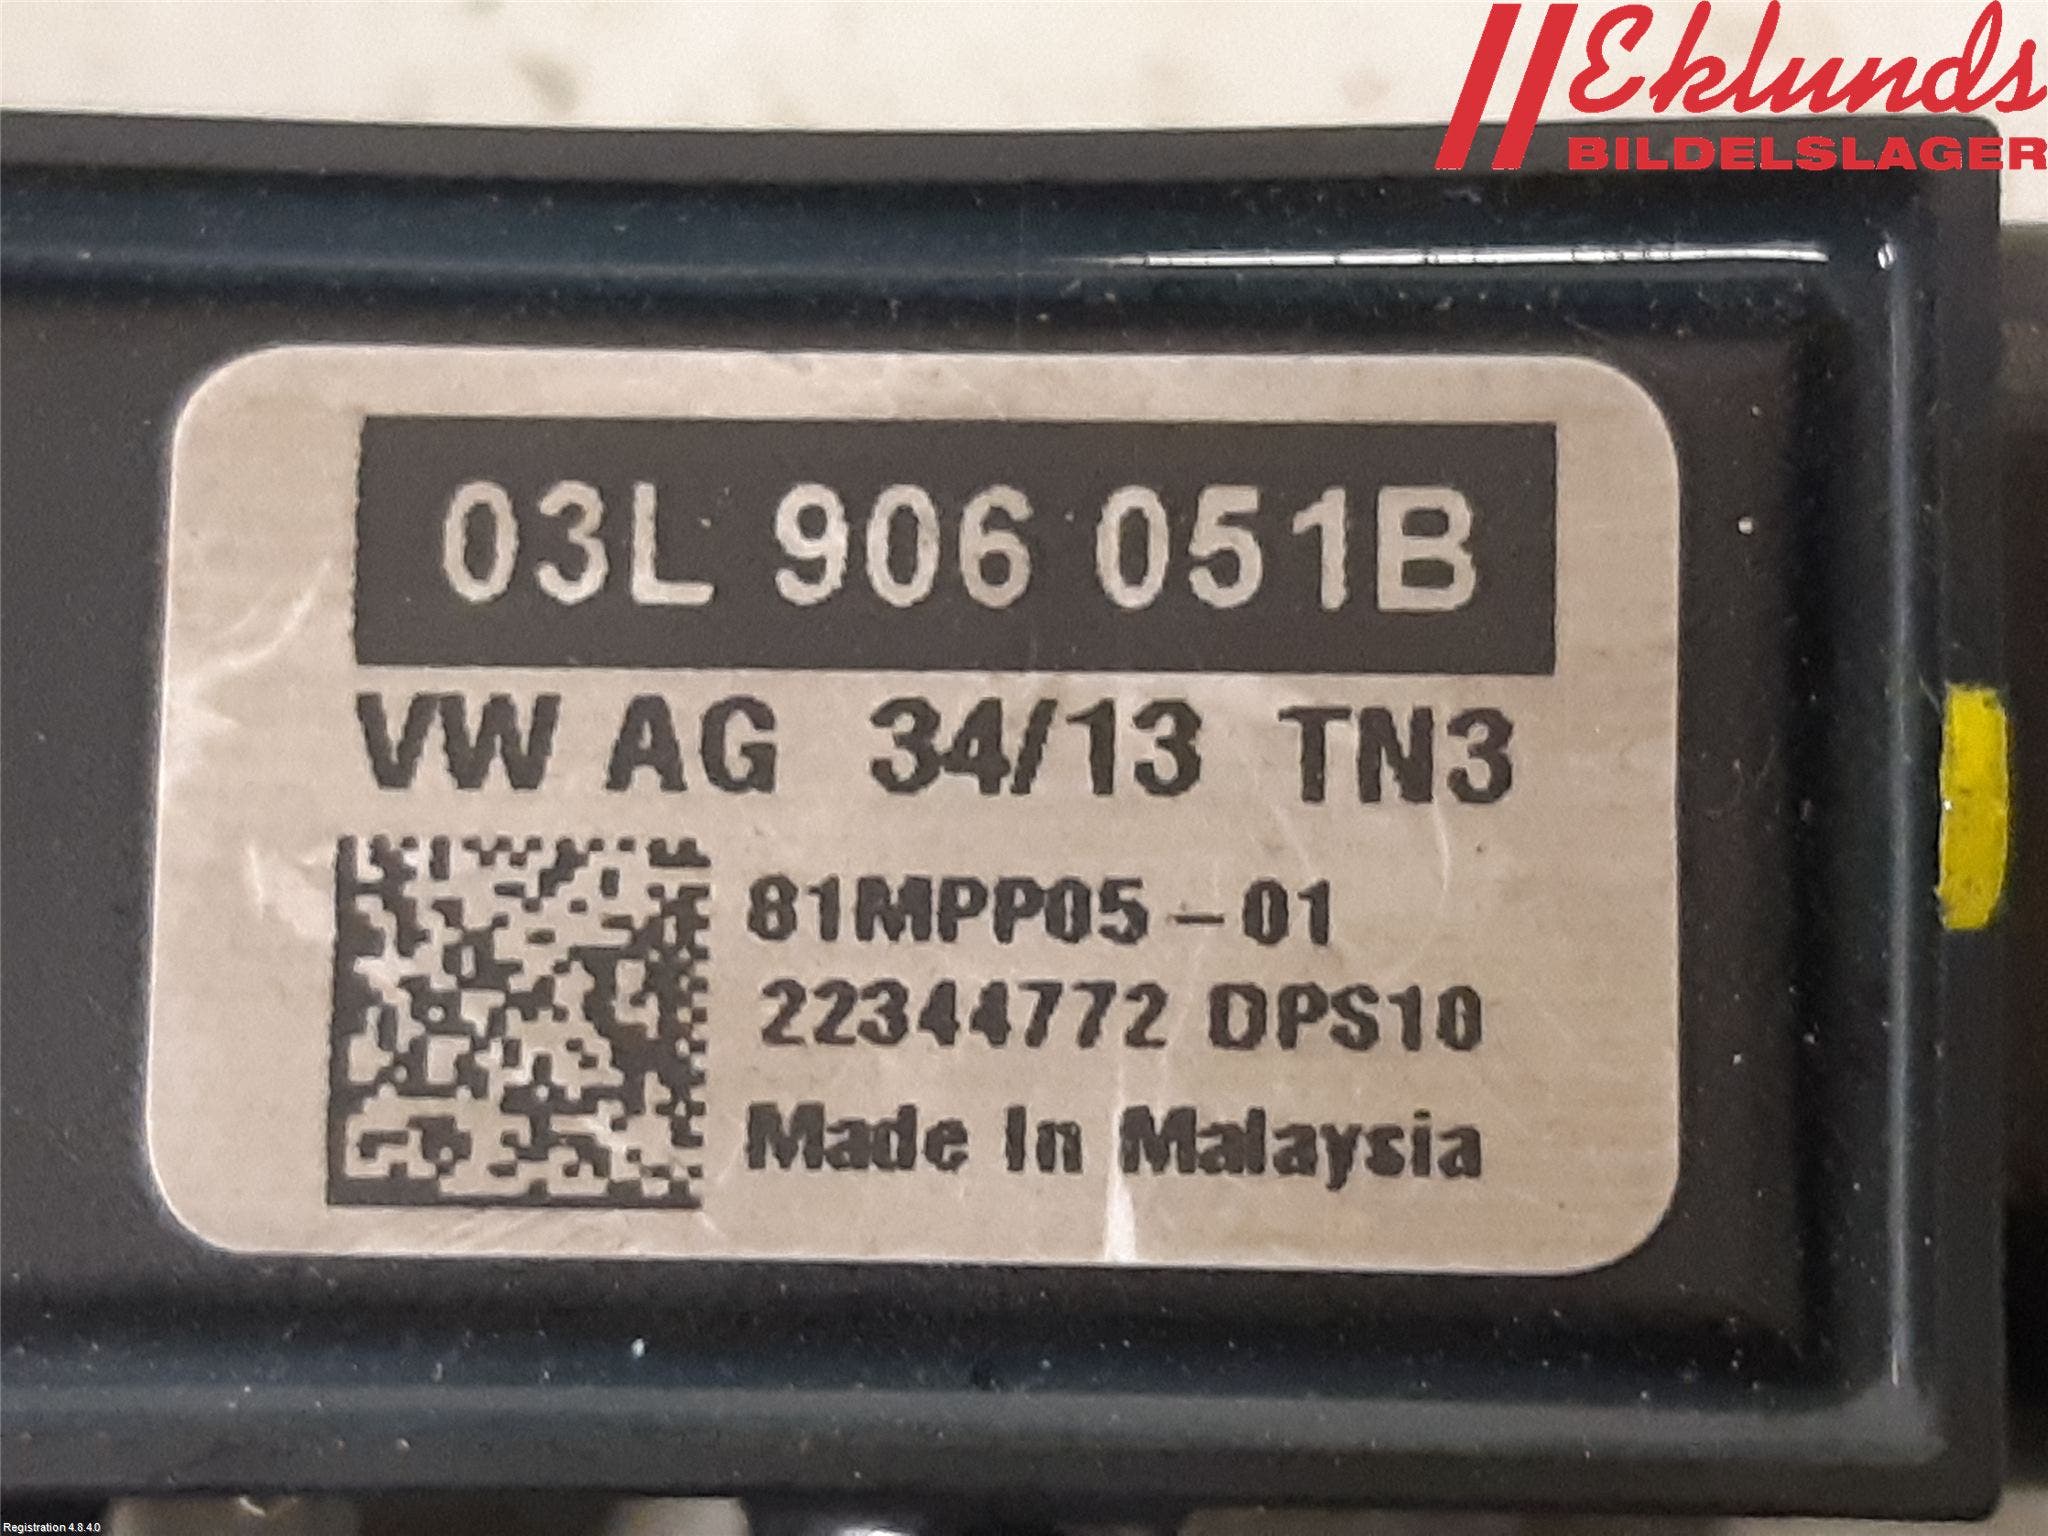 Eklunds
BILDELSLAGER
03L 906 051B
VW AG 34/13 TN3
81MPP05-01
22344772 DPS10
Made In Malaysia
Registration 4.8.4.0